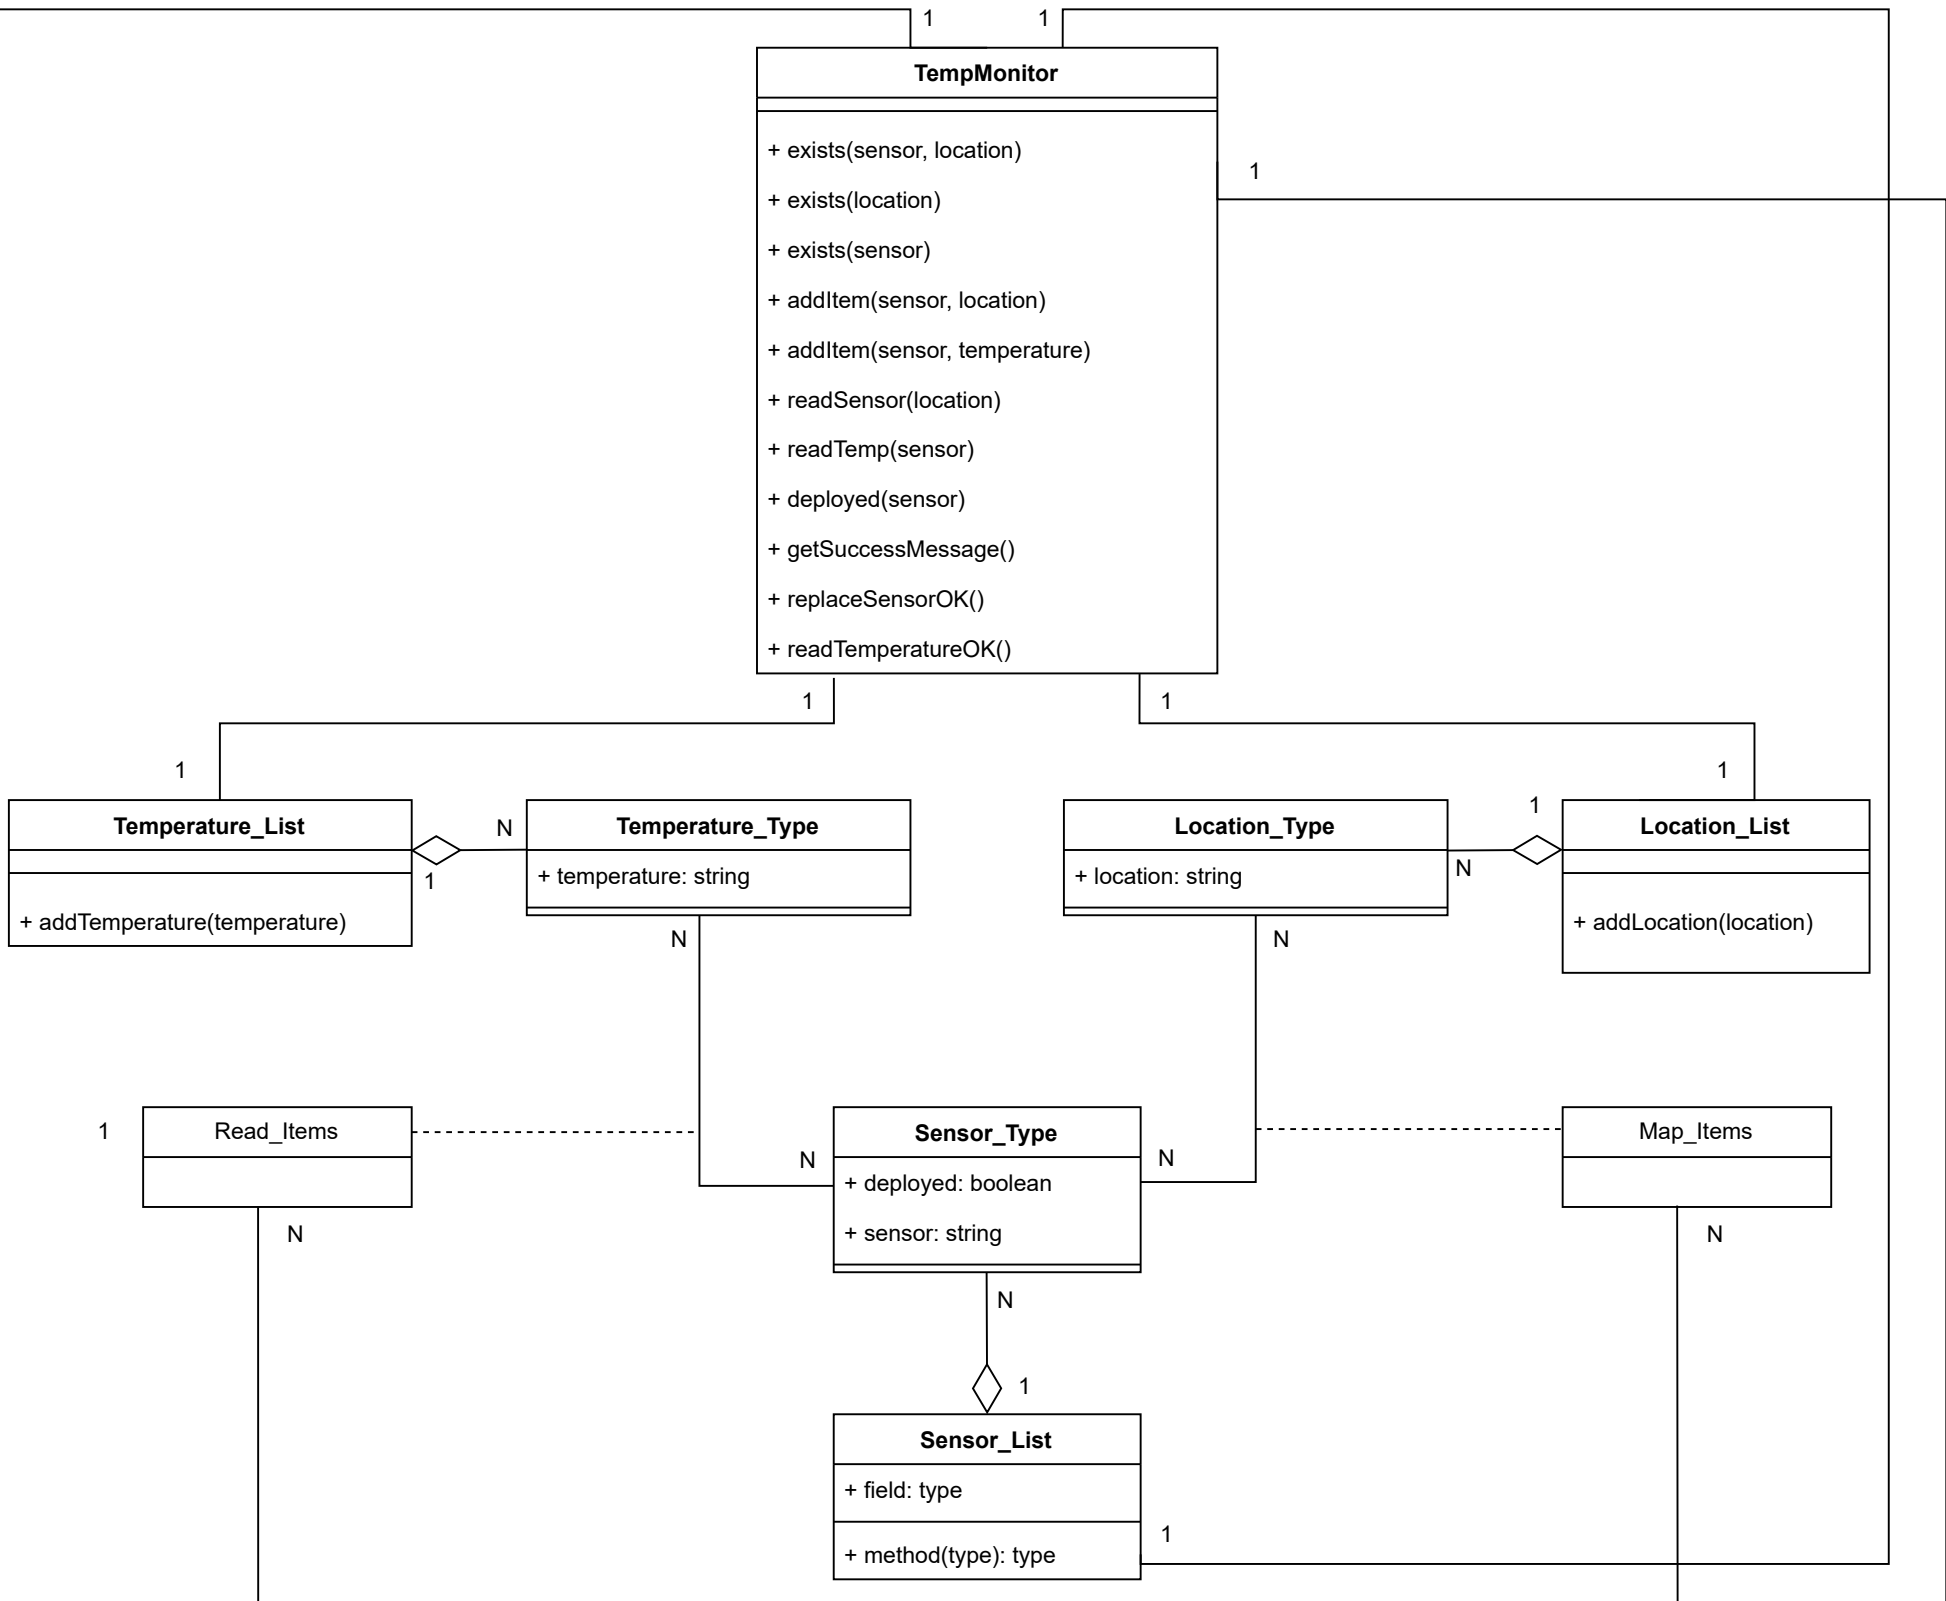 1
1
TempMonitor
+ exists(sensor, location)
1
+ exists(location)
+ exists(sensor)
+ addItem(sensor, location)
+ addItem(sensor, temperature)
+ readSensor(location)
+ readTemp(sensor)
+ deployed(sensor)
+ getSuccessMessage()
+ replaceSensorOK()
+ readTemperatureOK()
1
1
1
1
Temperature_List
1
+ addTemperature(temperature)
N
Temperature_Type
+ temperature: string
N
Location_Type
+ location: string
N
N
1
Location_List
+ addLocation(location)
1
Read_Items
N
N
Sensor_Type
+ deployed: boolean
+ sensor: string
N
N
Map_Items
N
1
Sensor_List
+ field: type
+ method(type): type
1